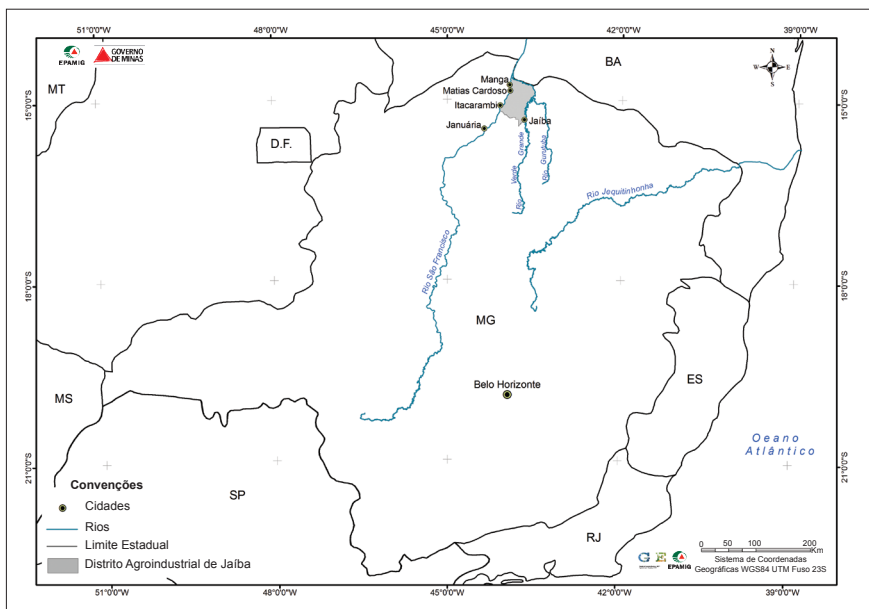 51°0'0"W 48°0'0"W 45°0'0"W 42°0'0"W 39°0'0"W
EPAMIG
GOVERNO
DE MINAS
MT
BA
N
W E
S
Manga
Matias Cardoso
Itacarambi
Januária
Jaíba
15°0'0"S
15°0'0"S
D.F.
Rio Verde Grande
Rio Gurutuba
Rio Jequitinhonha
Rio São Francisco
18°0'0"S
18°0'0"S
MG
Belo Horizonte
MS
ES
Oeano
Atlântico
21°0'0"S
21°0'0"S
SP
RJ
Convenções
Cidades
Rios
Limite Estadual
Distrito Agroindustrial de Jaíba
0 50 100 200
Km
G E
EPAMIG
Sistema de Coordenadas
Geográficas WGS84 UTM Fuso 23S
51°0'0"W 48°0'0"W 45°0'0"W 42°0'0"W 39°0'0"W